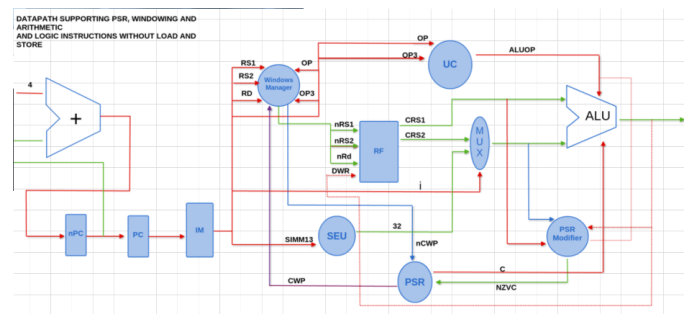 DATAPATH SUPPORTING PSR, WINDOWING AND
ARITHMETIC
AND LOGIC INSTRUCTIONS WITHOUT LOAD AND
STORE
OP
OP3
UC
ALUOP
RS1
RS2
RD
OP
OP3
Windows
Manager
4
+
nRS1
nRS2
nRd
DWR
RF
CRS1
CRS2
M
U
X
ALU
i
nPC
PC
IM
SIMM13
SEU
32
nCWP
PSR
Modifier
CWP
PSR
C
NZVC